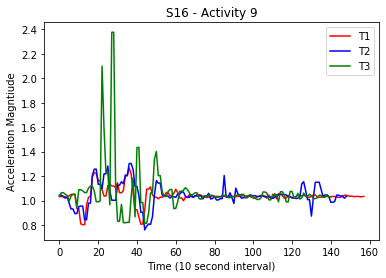 S16 - Activity 9
Acceleration Magntiude
2.4
2.2
2.0
1.8
1.6
1.4
1.2
1.0
0.8
T1
T2
T3
0 20 40 60 80 100 120 140 160
Time (10 second interval)